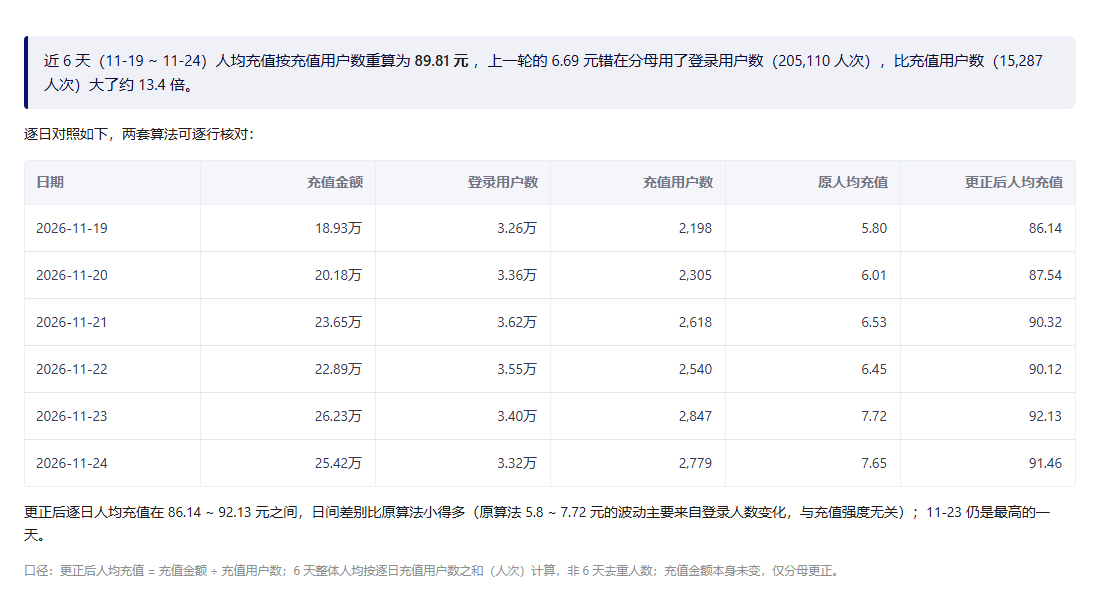 近 6 天（11-19 ~ 11-24）人均充值按充值用户数重算为 89.81 元 ，上一轮的 6.69 元错在分母用了登录用户数（205,110 人次），比充值用户数（15,287
人次）大了约 13.4 倍。
逐日对照如下，两套算法可逐行核对：
日期 充值金额 登录用户数 充值用户数 原人均充值 更正后人均充值
2026-11-19 18.93万 3.26万 2,198 5.80 86.14
2026-11-20 20.18万 3.36万 2,305 6.01 87.54
2026-11-21 23.65万 3.62万 2,618 6.53 90.32
2026-11-22 22.89万 3.55万 2,540 6.45 90.12
2026-11-23 26.23万 3.40万 2,847 7.72 92.13
2026-11-24 25.42万 3.32万 2,779 7.65 91.46
更正后逐日人均充值在 86.14 ~ 92.13 元之间，日间差别比原算法小得多（原算法 5.8 ~ 7.72 元的波动主要来自登录人数变化，与充值强度无关）；11-23 仍是最高的一
天。
口径：更正后人均充值 = 充值金额 ÷ 充值用户数；6 天整体人均按逐日充值用户数之和（人次）计算，非 6 天去重人数；充值金额本身未变，仅分母更正。